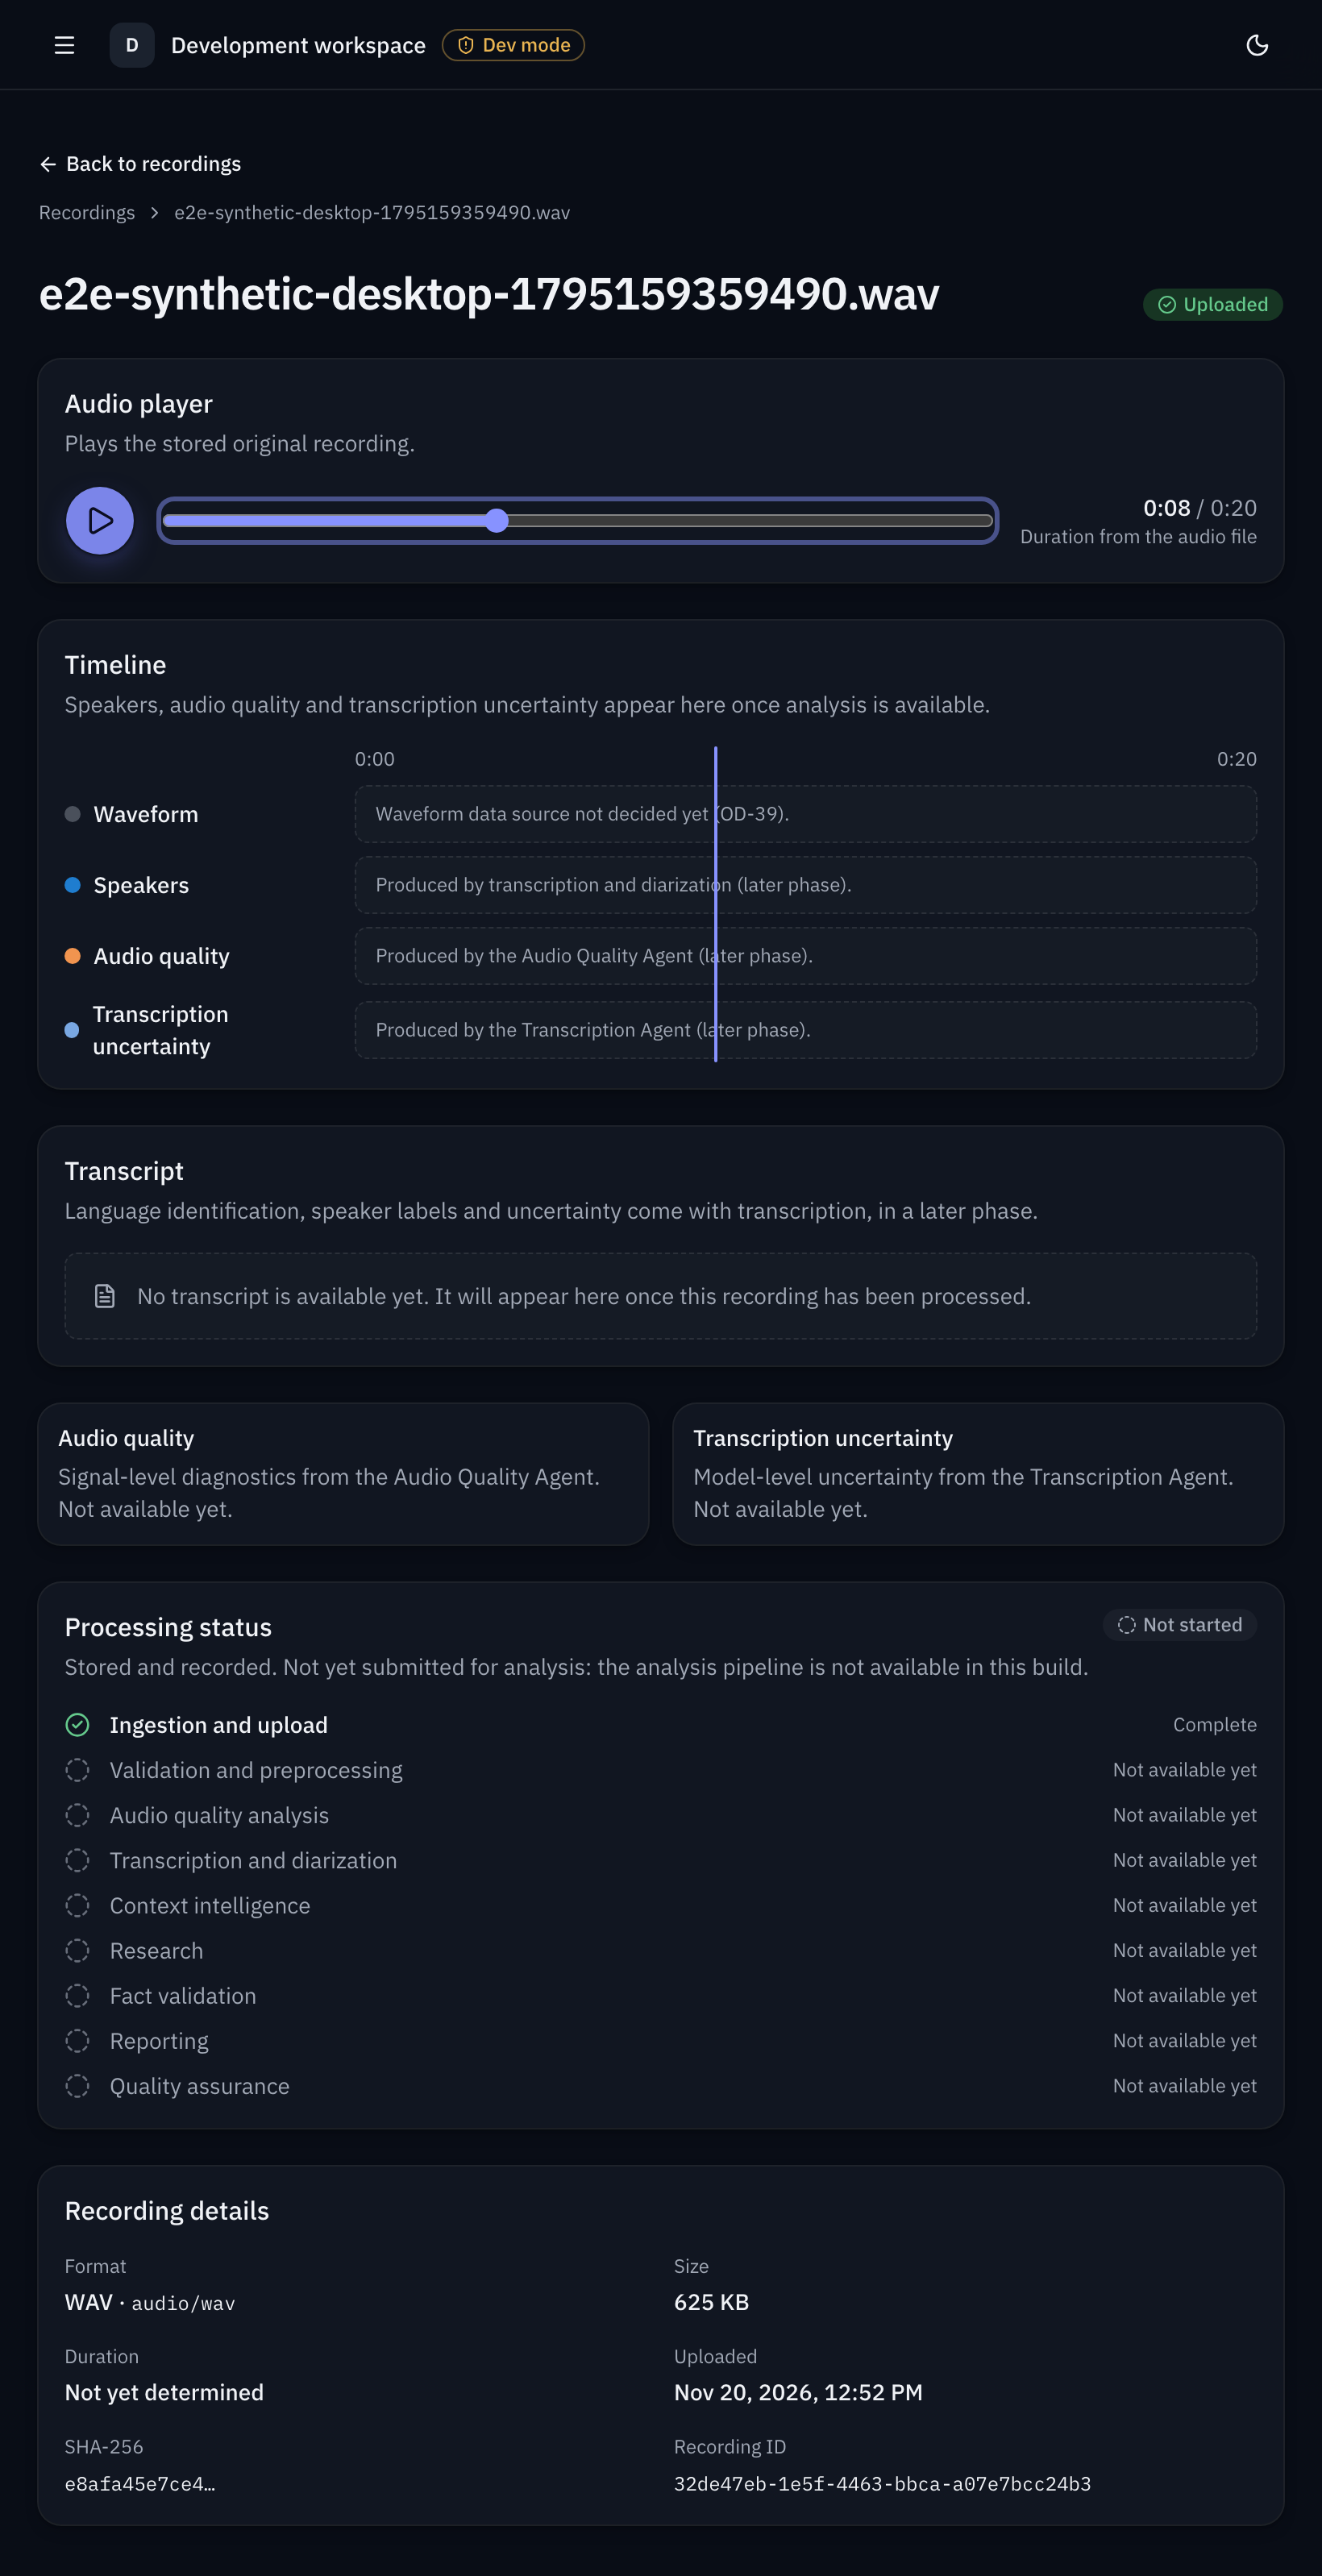 D Development workspace Dev mode
Back to recordings
Recordings > e2e-synthetic-desktop-1795159359490.wav
e2e-synthetic-desktop-1795159359490.wav
Uploaded
Audio player
Plays the stored original recording.
0:08 / 0:20
Duration from the audio file
Timeline
Speakers, audio quality and transcription uncertainty appear here once analysis is available.
0:00 0:20
Waveform
Waveform data source not decided yet (OD-39).
Speakers
Produced by transcription and diarization (later phase).
Audio quality
Produced by the Audio Quality Agent (later phase).
Transcription
uncertainty
Produced by the Transcription Agent (later phase).
Transcript
Language identification, speaker labels and uncertainty come with transcription, in a later phase.
No transcript is available yet. It will appear here once this recording has been processed.
Audio quality
Signal-level diagnostics from the Audio Quality Agent.
Not available yet.
Transcription uncertainty
Model-level uncertainty from the Transcription Agent.
Not available yet.
Processing status
Not started
Stored and recorded. Not yet submitted for analysis: the analysis pipeline is not available in this build.
Ingestion and upload Complete
Validation and preprocessing Not available yet
Audio quality analysis Not available yet
Transcription and diarization Not available yet
Context intelligence Not available yet
Research Not available yet
Fact validation Not available yet
Reporting Not available yet
Quality assurance Not available yet
Recording details
Format
WAV · audio/wav
Size
625 KB
Duration
Not yet determined
Uploaded
Nov 20, 2026, 12:52 PM
SHA-256
e8afa45e7ce4…
Recording ID
32de47eb-1e5f-4463-bbca-a07e7bcc24b3